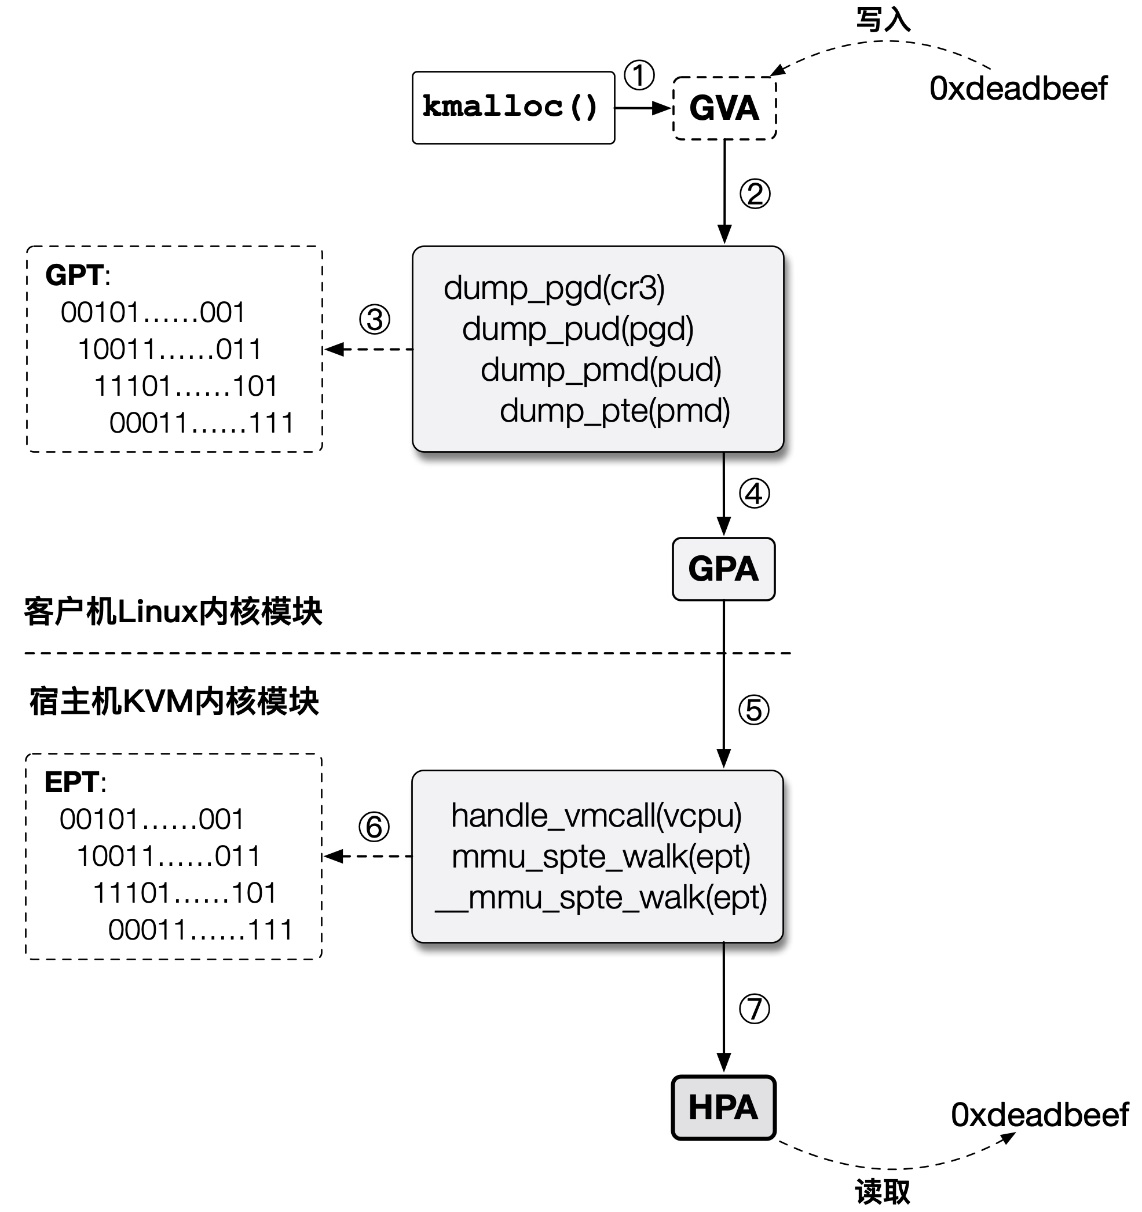 写入
0xdeadbeef
①
kmalloc()
GVA
②
GPT:
00101......001
10011......011
11101......101
00011......111
③
dump_pgd(cr3)
dump_pud(pgd)
dump_pmd(pud)
dump_pte(pmd)
④
GPA
客户机Linux内核模块
宿主机KVM内核模块
⑤
EPT:
00101......001
10011......011
11101......101
00011......111
⑥
handle_vmcall(vcpu)
mmu_spte_walk(ept)
__mmu_spte_walk(ept)
⑦
HPA
0xdeadbeef
读取